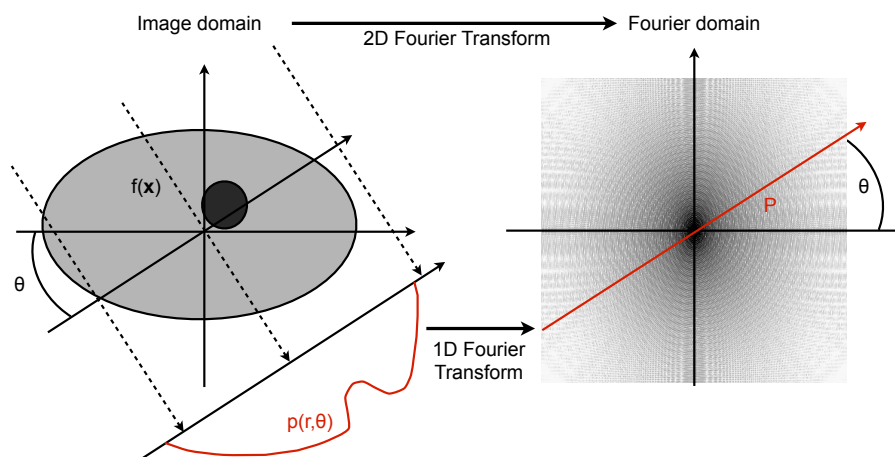 Image domain
2D Fourier Transform
Fourier domain
f(x)
θ
p(r,θ)
1D Fourier
Transform
P
θ